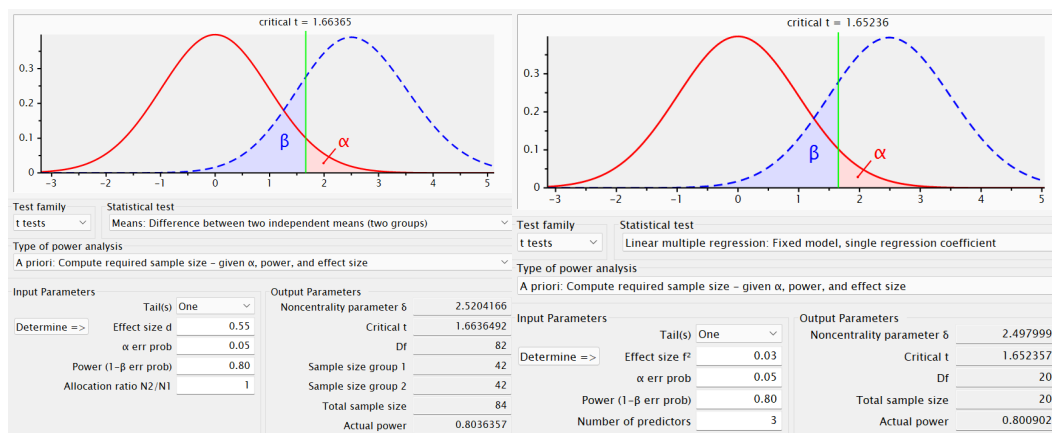 critical t = 1.66365
0.3
0.2
0.1
0
β
α
-3
-2
-1
0
1
2
3
4
5
Test family
Statistical test
t tests
Means: Difference between two independent means (two groups)
Type of power analysis
A priori: Compute required sample size – given α, power, and effect size
Input Parameters
Output Parameters
Tail(s)
One
Noncentrality parameter δ
2.5204166
Determine =>
Effect size d
0.55
Critical t
1.6636492
α err prob
0.05
Df
82
Power (1-β err prob)
0.80
Sample size group 1
42
Allocation ratio N2/N1
1
Sample size group 2
42
Total sample size
84
Actual power
0.8036357
critical t = 1.65236
0.3
0.2
0.1
0
β
α
-3
-2
-1
0
1
2
3
4
5
Test family
Statistical test
t tests
Linear multiple regression: Fixed model, single regression coefficient
Type of power analysis
A priori: Compute required sample size – given α, power, and effect size
Input Parameters
Output Parameters
Tail(s)
One
Noncentrality parameter δ
2.497999
Determine =>
Effect size f²
0.03
Critical t
1.652357
α err prob
0.05
Df
20
Power (1-β err prob)
0.80
Total sample size
20
Number of predictors
3
Actual power
0.800902